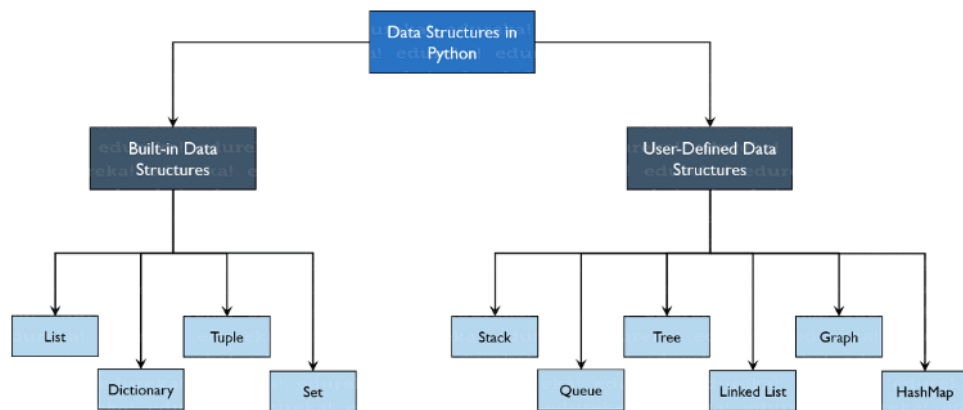 Data Structures in
Python
Built-in Data
Structures
User-Defined Data
Structures
List
Tuple
Stack
Tree
Graph
Dictionary
Set
Queue
Linked List
HashMap